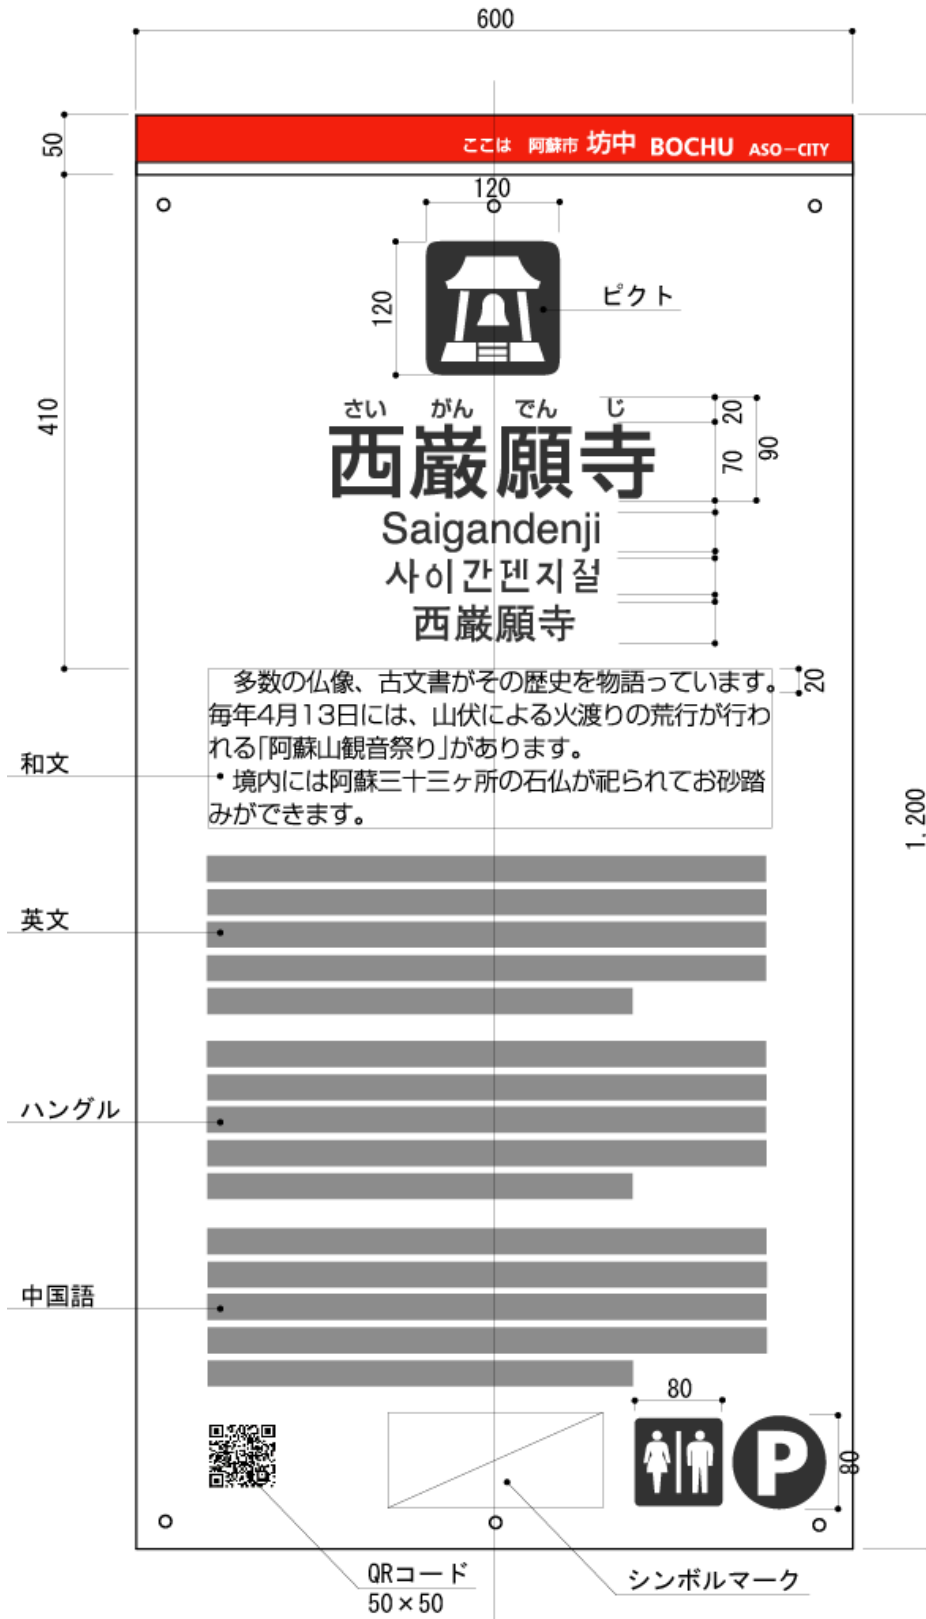 600
50
ここは 阿蘇市 坊中 BOCHU ASO-CITY
120
120
ピクト
410
さい がん でん じ
20
西巌願寺
70
90
Saigandenji
사이간덴지절
西巌願寺
多数の仏像、古文書がその歴史を物語っています。
20
毎年4月13日には、山伏による火渡りの荒行が行わ
れる「阿蘇山観音祭り」があります。
和文
・境内には阿蘇三十三ヶ所の石仏が祀られてお砂踏
みができます。
1.200
英文
ハングル
中国語
80
P
80
QRコード
50×50
シンボルマーク